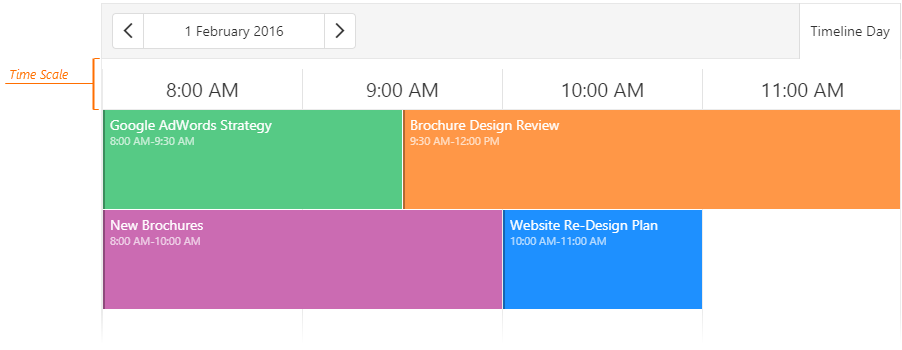 1 February 2016
Timeline Day
Time Scale
8:00 AM
9:00 AM
10:00 AM
11:00 AM
Google AdWords Strategy
8:00 AM-9:30 AM
Brochure Design Review
9:30 AM-12:00 PM
New Brochures
8:00 AM-10:00 AM
Website Re-Design Plan
10:00 AM-11:00 AM